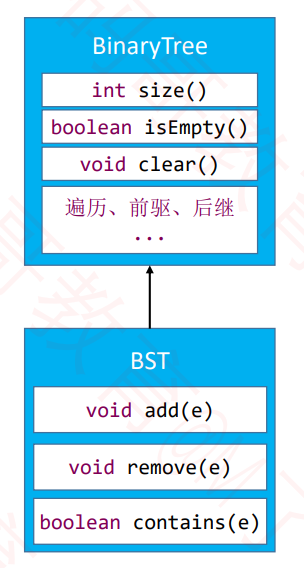 BinaryTree
int size()
boolean isEmpty()
void clear()
遍历、前驱、后继
...
BST
void add(e)
void remove(e)
boolean contains(e)